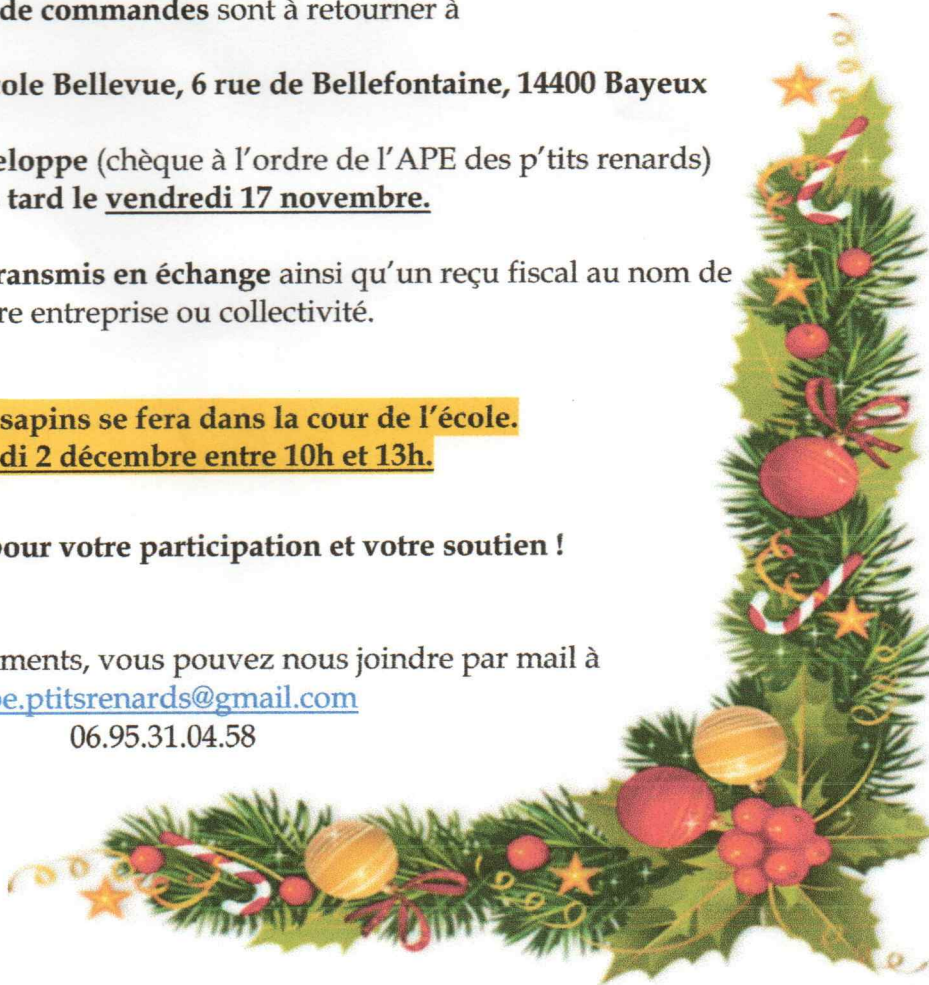 de commandes sont à retourner à
ole Bellevue, 6 rue de Bellefontaine, 14400 Bayeux
eloppe (chèque à l'ordre de l'APE des p'tits renards)
tard le vendredi 17 novembre.
ransmis en échange ainsi qu'un reçu fiscal au nom de
re entreprise ou collectivité.
sapins se fera dans la cour de l'école.
di 2 décembre entre 10h et 13h.
our votre participation et votre soutien !
ments, vous pouvez nous joindre par mail à
pe.ptitsrenards@gmail.com
06.95.31.04.58